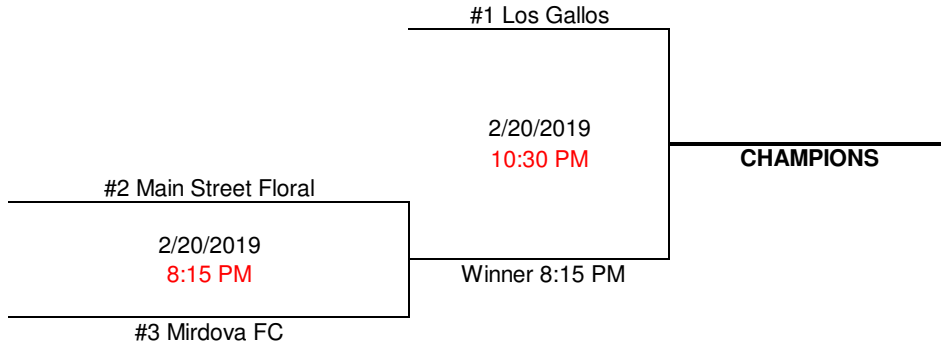 #1 Los Gallos
2/20/2019
10:30 PM
CHAMPIONS
#2 Main Street Floral
2/20/2019
8:15 PM
Winner 8:15 PM
#3 Mirdova FC